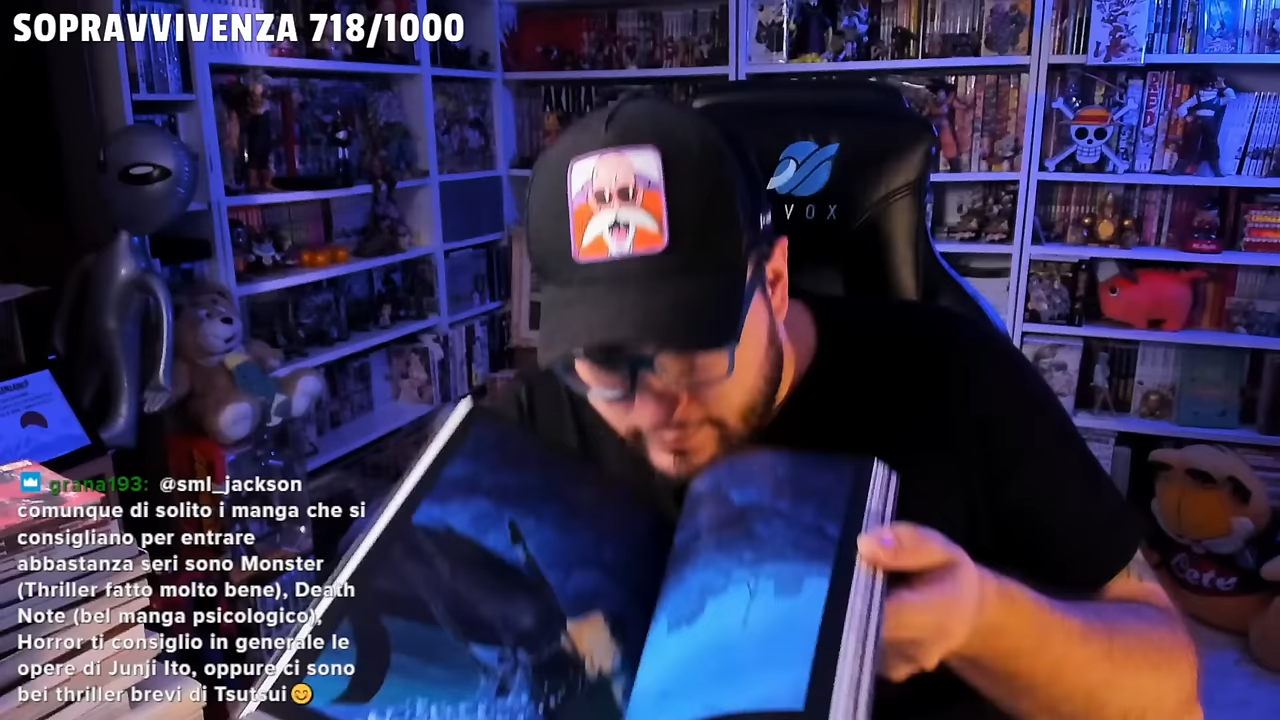 SOPRAVVIVENZA 718/1000
VOX
grana193: @sml_jackson
comunque di solito i manga che si
consigliano per entrare
abbastanza seri sono Monster
(Thriller fatto molto bene), Death
Note (bel manga psicologico),
Horror ti consiglio in generale le
opere di Junji Ito, oppure ci sono
bei thriller brevi di Tsutsui😊